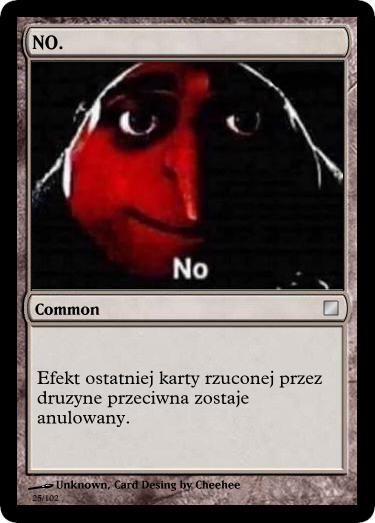 NO.
No
Common
Efekt ostatniej karty rzuconej przez
druzyne przeciwna zostaje
anulowany.
Unknown, Card Desing by Cheehee
25/102